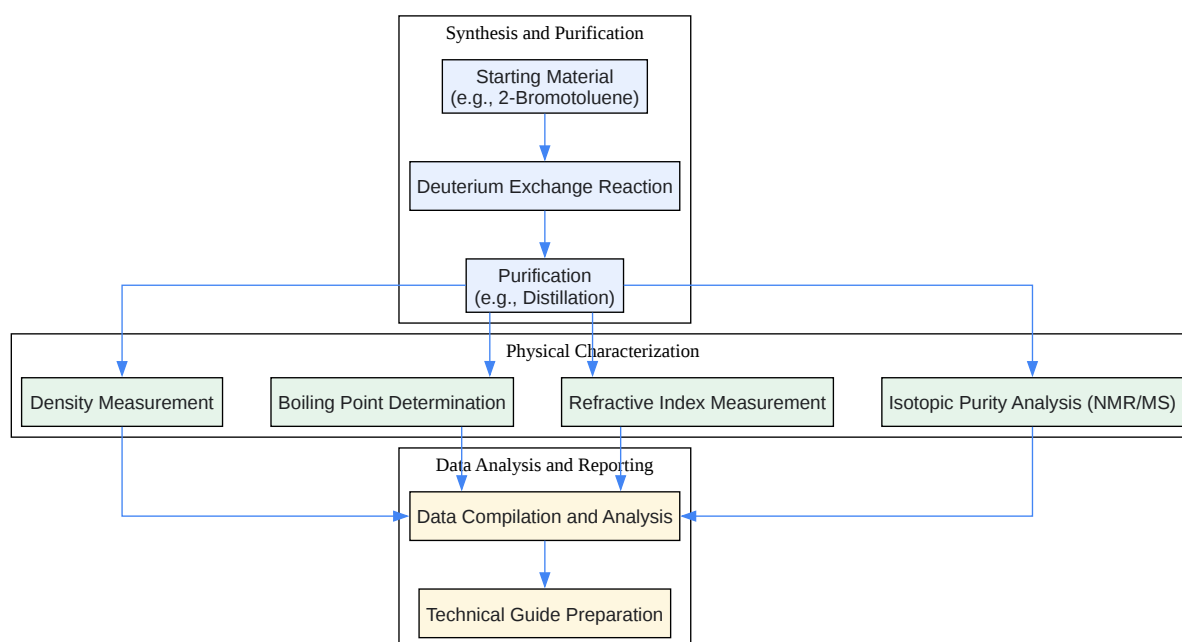 Synthesis and Purification
Starting Material
(e.g., 2-Bromotoluene)
Deuterium Exchange Reaction
Purification
(e.g., Distillation)
Physical Characterization
Density Measurement
Boiling Point Determination
Refractive Index Measurement
Isotopic Purity Analysis (NMR/MS)
Data Analysis and Reporting
Data Compilation and Analysis
Technical Guide Preparation